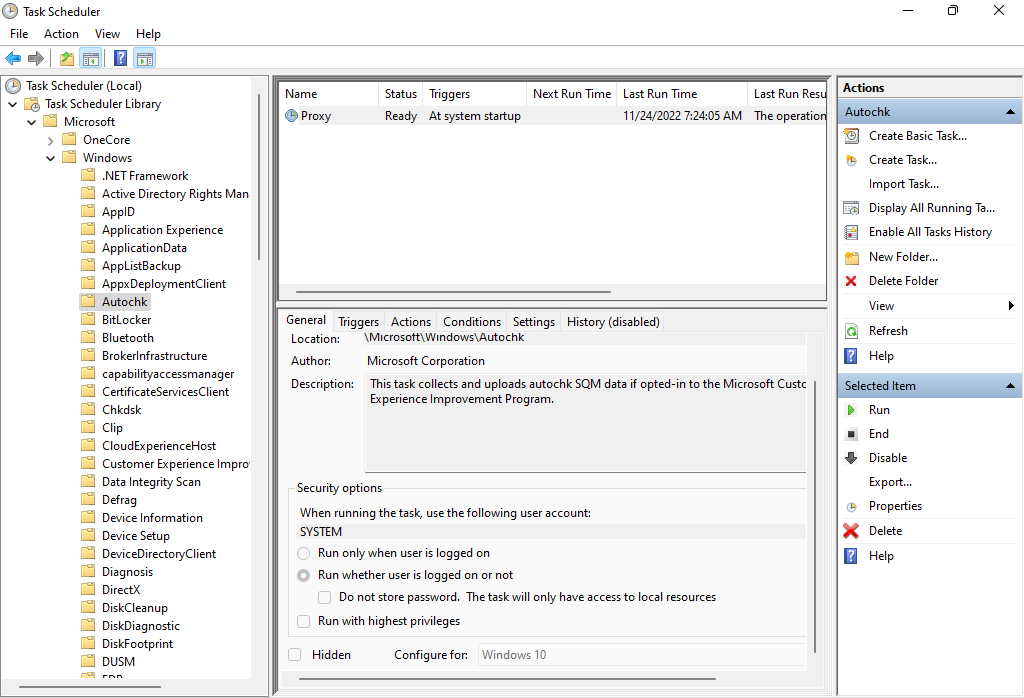 Task Scheduler
File Action View Help
Task Scheduler (Local)
Task Scheduler Library
Microsoft
OneCore
Windows
.NET Framework
Active Directory Rights Man
AppID
Application Experience
ApplicationData
AppListBackup
AppxDeploymentClient
Autochk
BitLocker
Bluetooth
BrokerInfrastructure
capabilityaccessmanager
CertificateServicesClient
Chkdsk
Clip
CloudExperienceHost
Customer Experience Impro
Data Integrity Scan
Defrag
Device Information
Device Setup
DeviceDirectoryClient
Diagnosis
DirectX
DiskCleanup
DiskDiagnostic
DiskFootprint
DUSM
Name Status Triggers Next Run Time Last Run Time Last Run Resu
Proxy Ready At system startup 11/24/2022 7:24:05 AM The operation
General Triggers Actions Conditions Settings History (disabled)
Location: \Microsoft\Windows\Autochk
Author: Microsoft Corporation
Description: This task collects and uploads autochk SQM data if opted-in to the Microsoft Custo
Experience Improvement Program.
Security options
When running the task, use the following user account:
SYSTEM
Run only when user is logged on
Run whether user is logged on or not
Do not store password. The task will only have access to local resources
Run with highest privileges
Hidden Configure for: Windows 10
Actions
Autochk
Create Basic Task...
Create Task...
Import Task...
Display All Running Ta...
Enable All Tasks History
New Folder...
Delete Folder
View
Refresh
Help
Selected Item
Run
End
Disable
Export...
Properties
Delete
Help